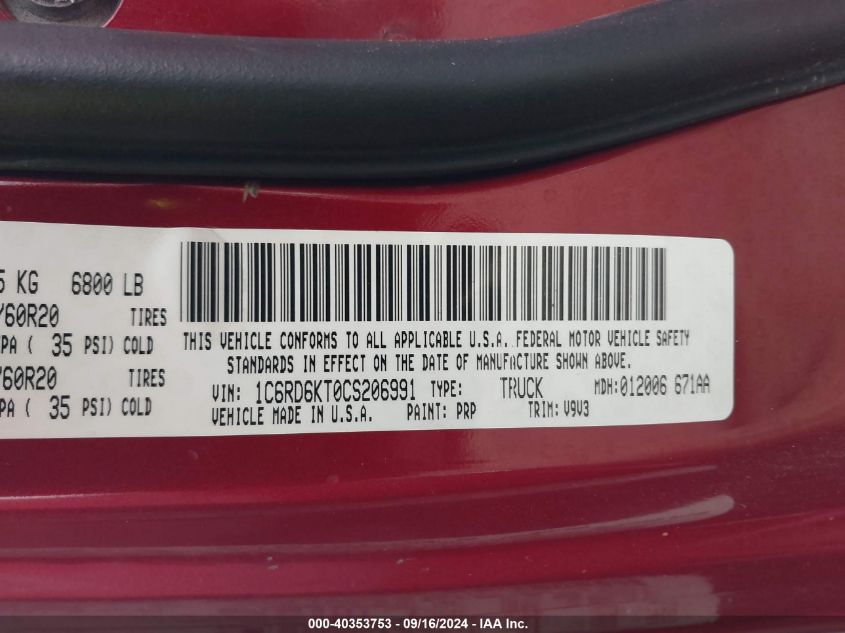 5 KG 6800 LB
/60R20 TIRES
PA ( 35 PSI) COLD
/60R20 TIRES
PA ( 35 PSI) COLD
THIS VEHICLE CONFORMS TO ALL APPLICABLE U.S.A. FEDERAL MOTOR VEHICLE SAFETY
STANDARDS IN EFFECT ON THE DATE OF MANUFACTURE SHOWN ABOVE.
VIN: 1C6RD6KT0CS206991 TYPE: TRUCK MDH:012006 671AA
VEHICLE MADE IN U.S.A. PAINT: PRP TRIM: V9V3
000-40353753 - 09/16/2024 - IAA